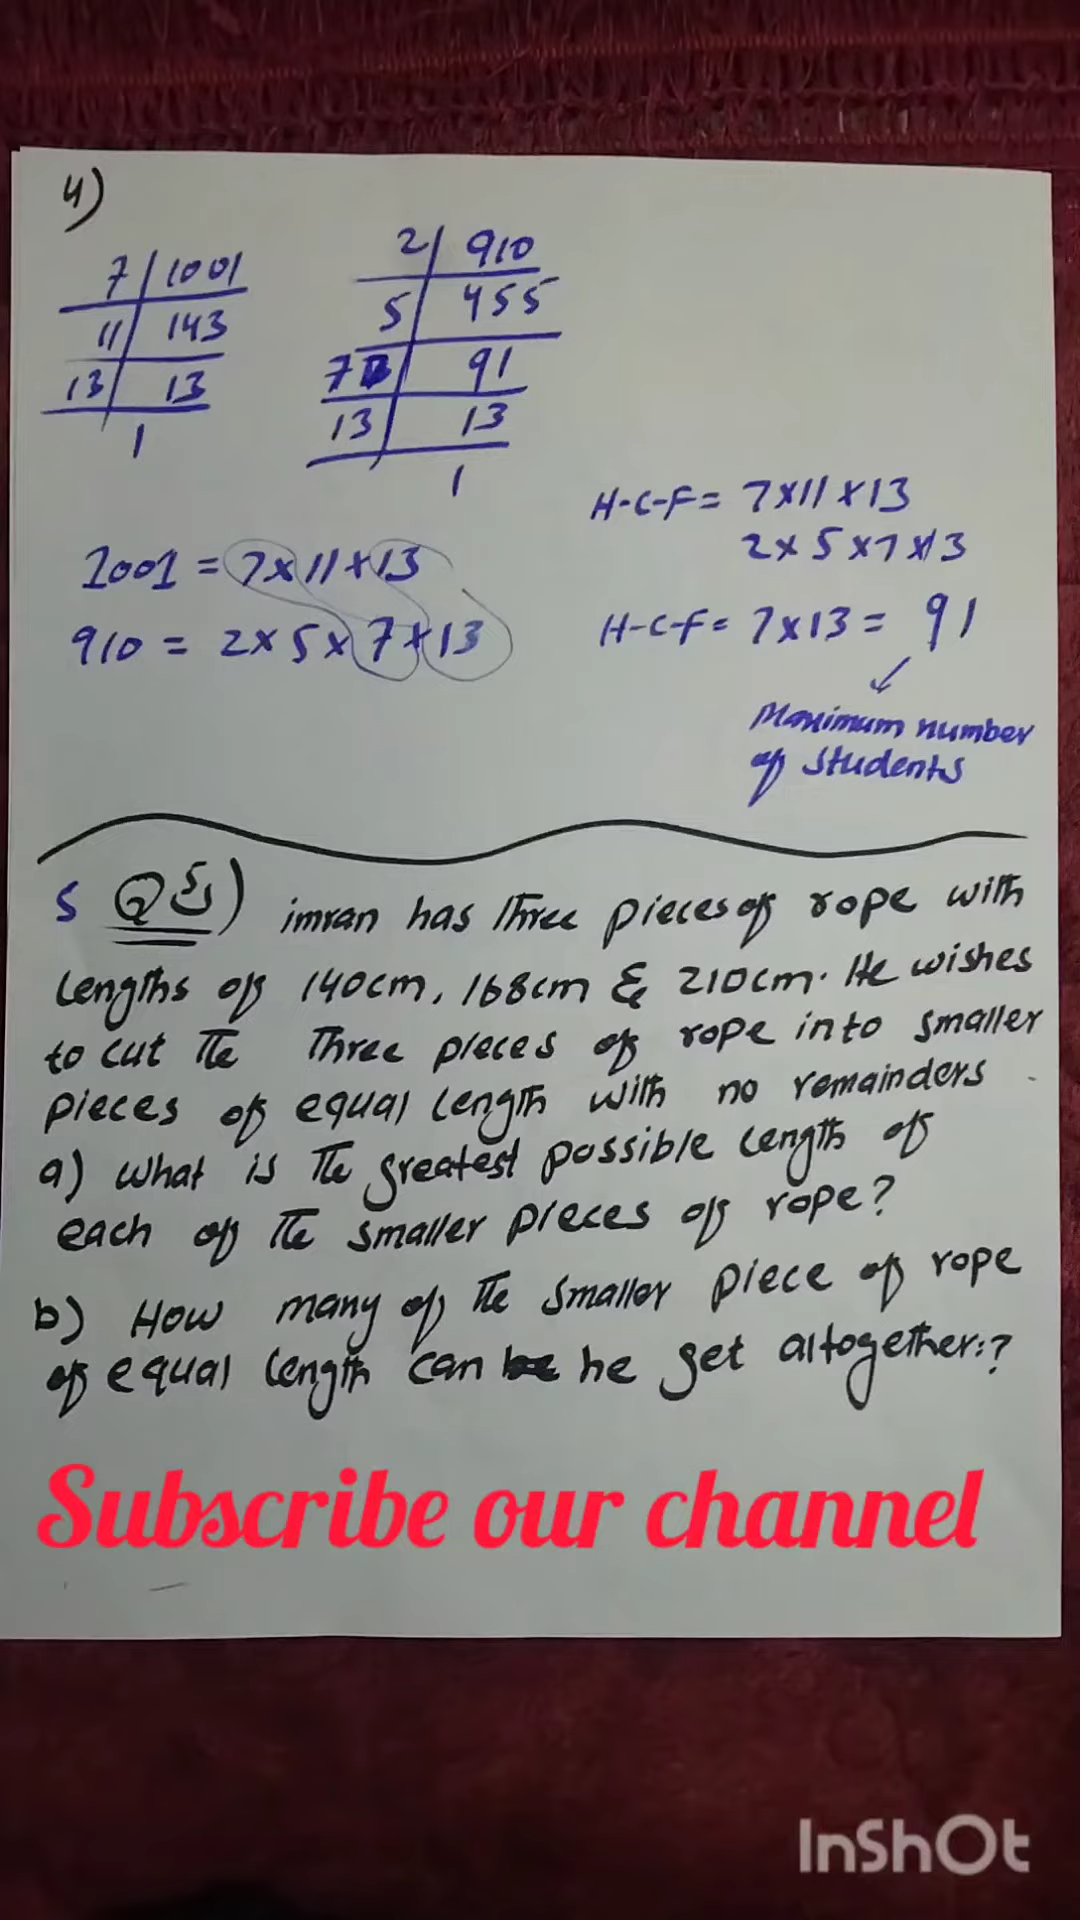 4)
7 | 1001
11 | 143
13 | 13
1
2 | 910
5 | 455
7 | 91
13 | 13
1
1001 = 7×11×13
910 = 2×5×7×13
H-C-F = 7×11×13
2×5×7×13
H-C-F = 7×13 = 91
Maximum number
of students
5
imran has three pieces of rope with
lengths of 140cm, 168cm & 210cm. He wishes
to cut the three pieces of rope into smaller
pieces of equal length with no remainders
a) what is the greatest possible length of
each of the smaller pieces of rope?
b) How many of the smaller piece of rope
of equal length can he get altogether:?
Subscribe our channel
InShOt